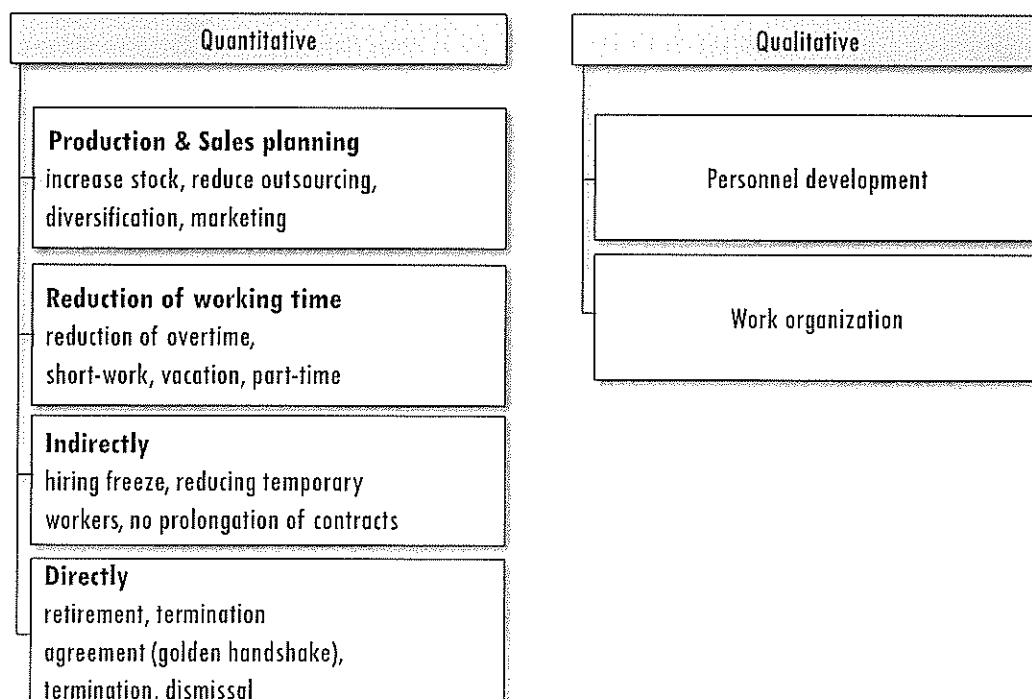 Quantitative
Production & Sales planning
increase stock, reduce outsourcing,
diversification, marketing
Reduction of working time
reduction of overtime,
short-work, vacation, part-time
Indirectly
hiring freeze, reducing temporary
workers, no prolongation of contracts
Directly
retirement, termination
agreement (golden handshake),
termination, dismissal
Qualitative
Personnel development
Work organization